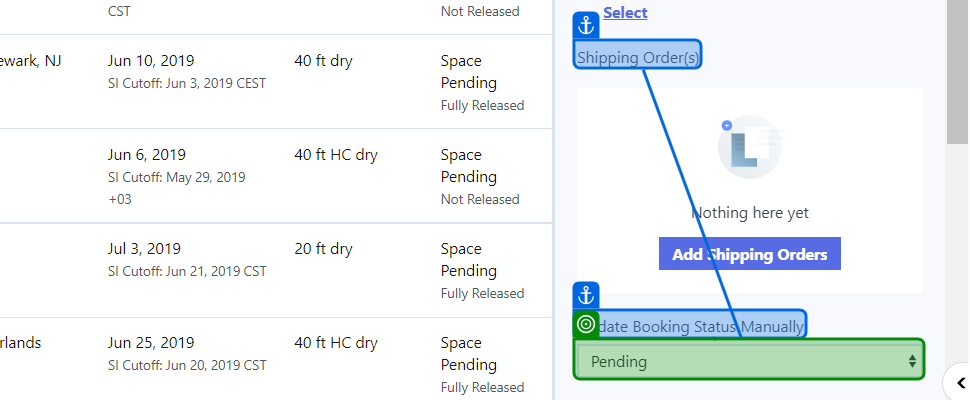 CST
Not Released
ewark, NJ
Jun 10, 2019
40 ft dry
Space
Pending
SI Cutoff: Jun 3, 2019 CEST
Fully Released
Jun 6, 2019
40 ft HC dry
Space
Pending
SI Cutoff: May 29, 2019
+03
Not Released
Jul 3, 2019
20 ft dry
Space
Pending
SI Cutoff: Jun 21, 2019 CST
Fully Released
rlands
Jun 25, 2019
40 ft HC dry
Space
Pending
SI Cutoff: Jun 20, 2019 CST
Fully Released
Select
Shipping Order(s)
Nothing here yet
Add Shipping Orders
date Booking Status Manually
Pending